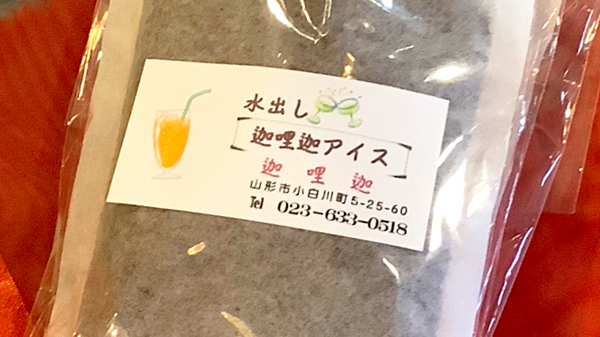 水出し
迦哩迦アイス
迦哩迦
山形市小白川町5-25-60
Tel 023-633-0518